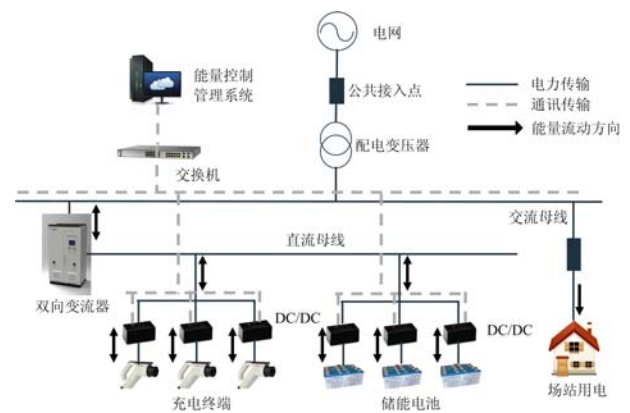 电网
能量控制
管理系统
公共接入点
电力传输
通讯传输
能量流动方向
配电变压器
交换机
交流母线
直流母线
双向变流器
DC/DC
DC/DC
充电终端
储能电池
场站用电